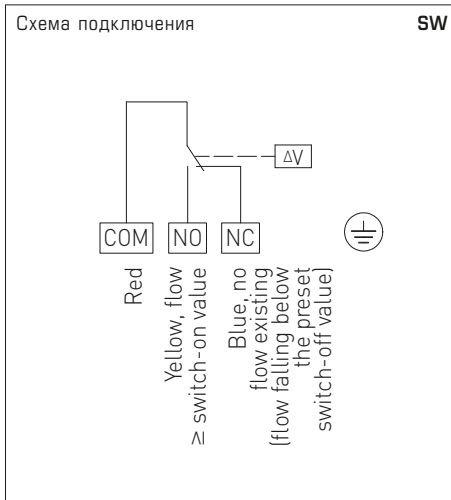 Схема подключения
SW
ΔV
COM
NO
NC
Red
Yellow, flow
≥ switch-on value
Blue, no
flow existing
(flow falling below
the preset
switch-off value)